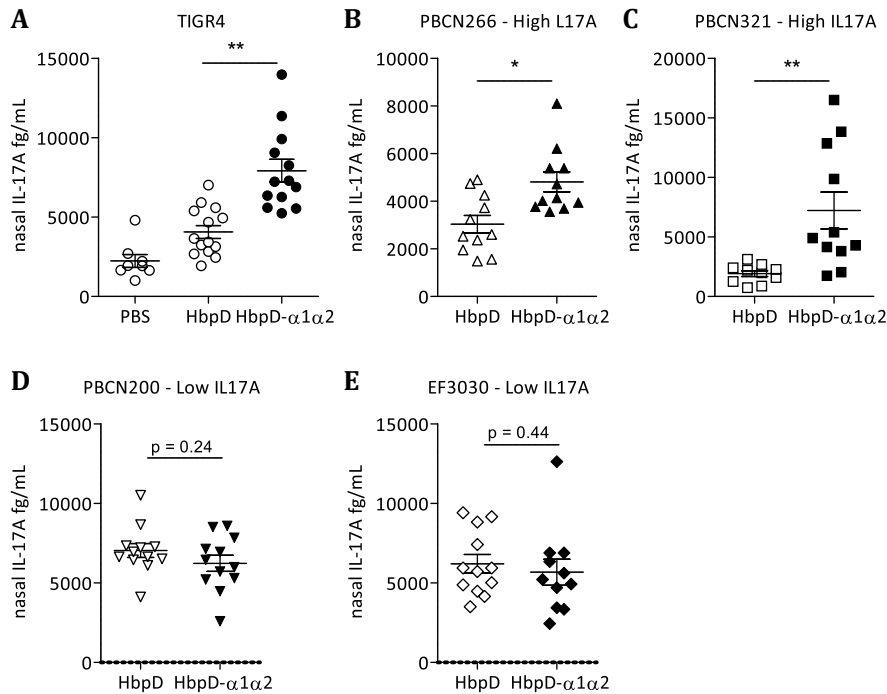 A
TIGR4
**
nasal IL-17A fg/mL
15000
10000
5000
0
PBS
HbpD
HbpD-α1α2
B
PBCN266 - High L17A
*
nasal IL-17A fg/mL
10000
8000
6000
4000
2000
0
HbpD
HbpD-α1α2
C
PBCN321 - High IL17A
**
nasal IL-17A fg/mL
20000
15000
10000
5000
0
HbpD
HbpD-α1α2
D
PBCN200 - Low IL17A
p = 0.24
nasal IL-17A fg/mL
15000
10000
5000
0
HbpD
HbpD-α1α2
E
EF3030 - Low IL17A
p = 0.44
nasal IL-17A fg/mL
15000
10000
5000
0
HbpD
HbpD-α1α2